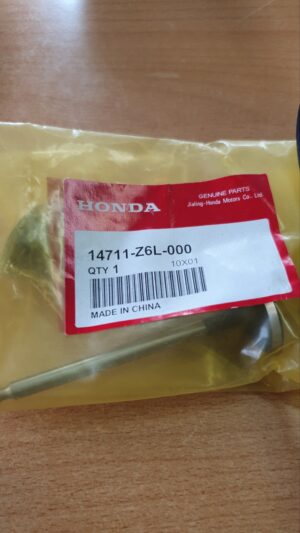 HONDA
GENUINE PARTS
Jialing-Honda Motors Co., Ltd.
14711-Z6L-000
QTY 1
10X01
MADE IN CHINA